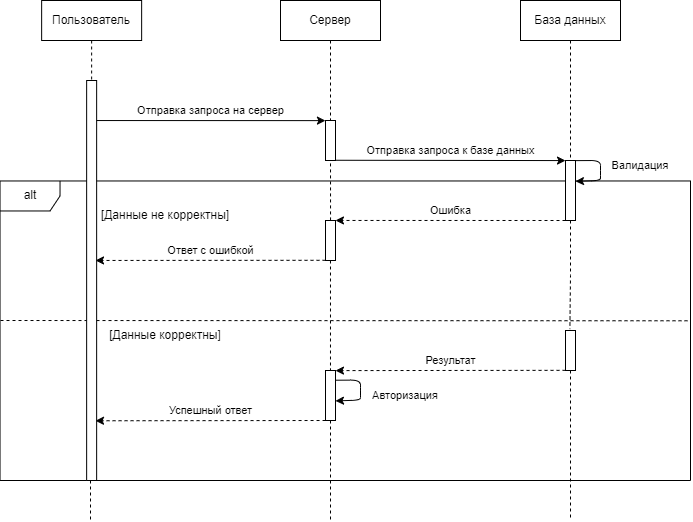 Пользователь
Сервер
База данных
Отправка запроса на сервер
Отправка запроса к базе данных
Валидация
alt
[Данные не корректны]
Ошибка
Ответ с ошибкой
[Данные корректны]
Результат
Авторизация
Успешный ответ